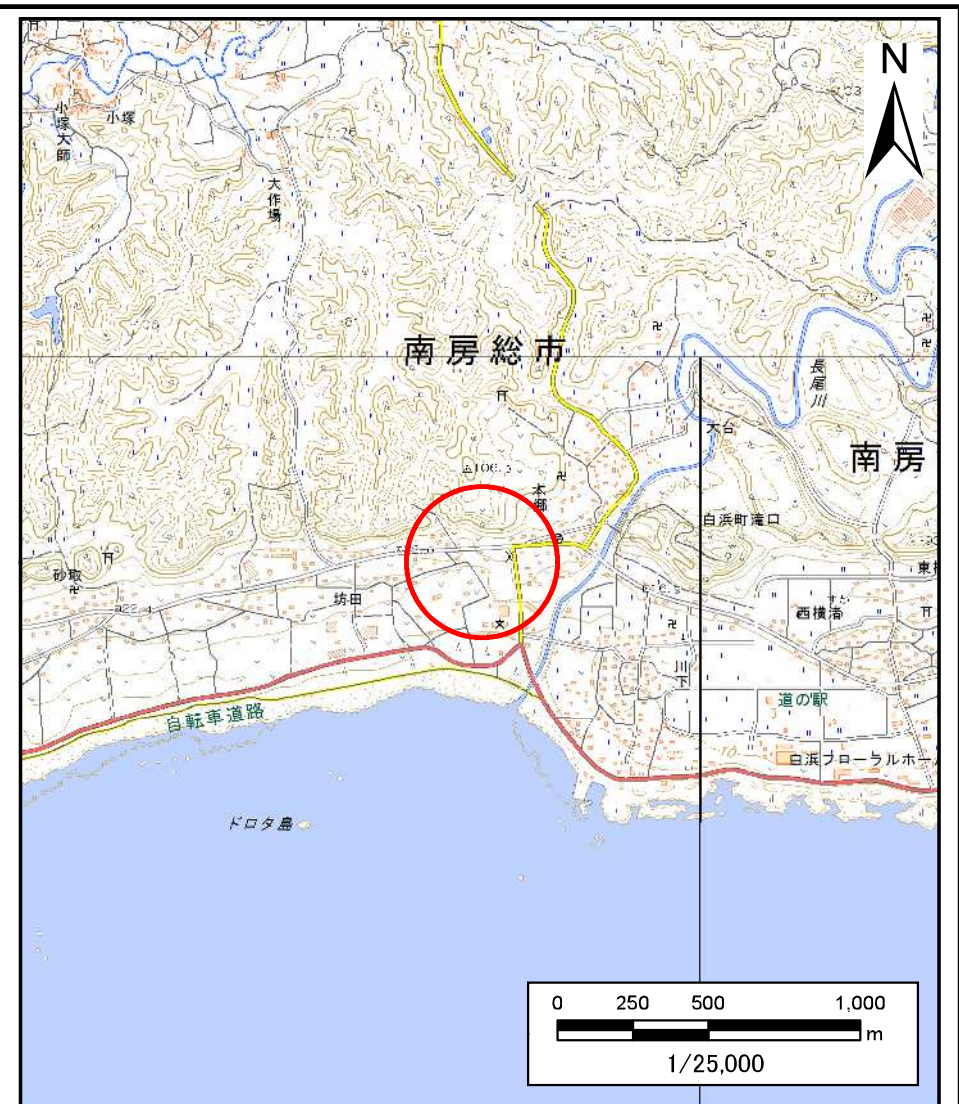 N
小塚大師
小塚
大作場
南房総市
長尾川
大台
南房
本郷
白浜町滝口
砂取
坊田
西横渚
川下
道の駅
自転車道路
白浜フローラルホー
ドロタ島
0 250 500 1,000
m
1/25,000